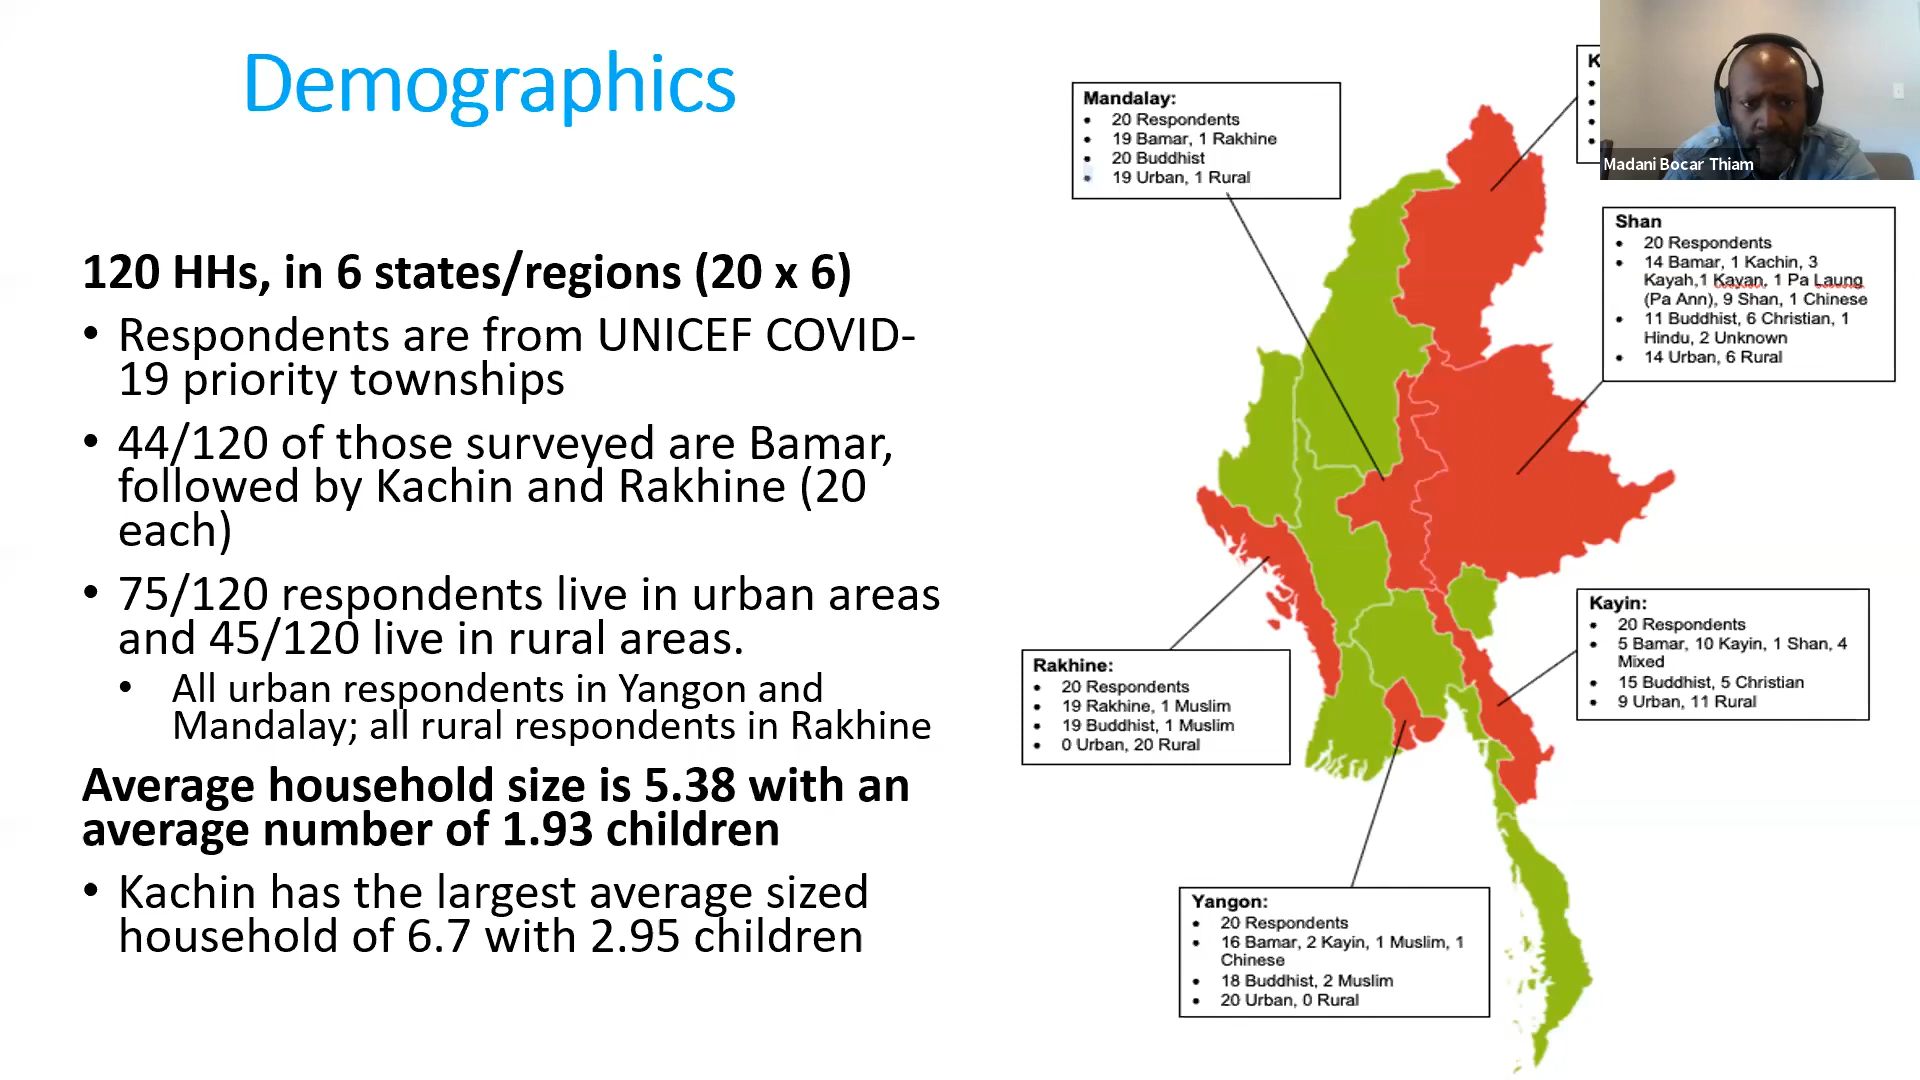 Demographics
120 HHs, in 6 states/regions (20 x 6)
• Respondents are from UNICEF COVID-
19 priority townships
• 44/120 of those surveyed are Bamar,
followed by Kachin and Rakhine (20
each)
• 75/120 respondents live in urban areas
and 45/120 live in rural areas.
• All urban respondents in Yangon and
Mandalay; all rural respondents in Rakhine
Average household size is 5.38 with an
average number of 1.93 children
• Kachin has the largest average sized
household of 6.7 with 2.95 children
Mandalay:
• 20 Respondents
• 19 Bamar, 1 Rakhine
• 20 Buddhist
• 19 Urban, 1 Rural
K
Madani Bocar Thiam
Shan
• 20 Respondents
• 14 Bamar, 1 Kachin, 3
Kayah,1 Kayan, 1 Pa Laung
(Pa Ann), 9 Shan, 1 Chinese
• 11 Buddhist, 6 Christian, 1
Hindu, 2 Unknown
• 14 Urban, 6 Rural
Rakhine:
• 20 Respondents
• 19 Rakhine, 1 Muslim
• 19 Buddhist, 1 Muslim
• 0 Urban, 20 Rural
Kayin:
• 20 Respondents
• 5 Bamar, 10 Kayin, 1 Shan, 4
Mixed
• 15 Buddhist, 5 Christian
• 9 Urban, 11 Rural
Yangon:
• 20 Respondents
• 16 Bamar, 2 Kayin, 1 Muslim, 1
Chinese
• 18 Buddhist, 2 Muslim
• 20 Urban, 0 Rural